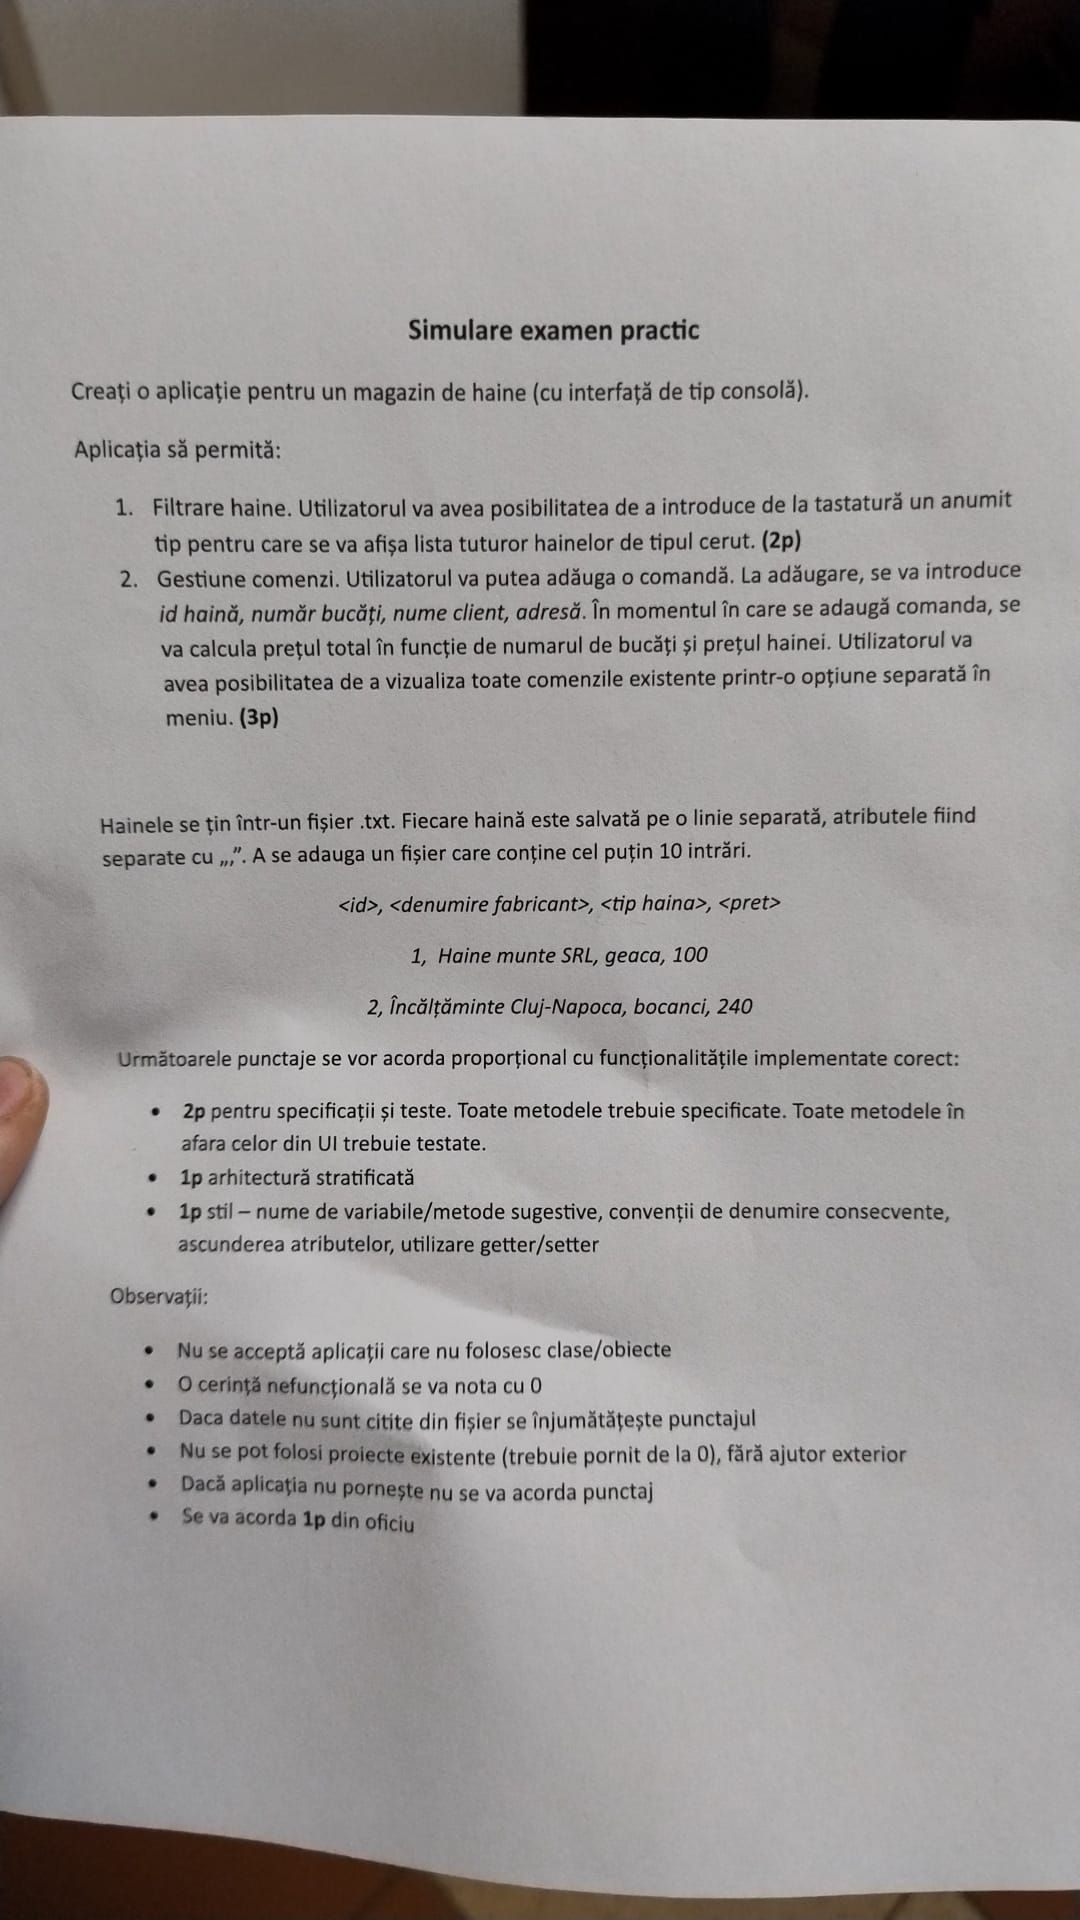 Simulare examen practic
Creați o aplicație pentru un magazin de haine (cu interfață de tip consolă).
Aplicația să permită:
1. Filtrare haine. Utilizatorul va avea posibilitatea de a introduce de la tastatură un anumit
tip pentru care se va afișa lista tuturor hainelor de tipul cerut. (2p)
2. Gestiune comenzi. Utilizatorul va putea adăuga o comandă. La adăugare, se va introduce
id haină, număr bucăți, nume client, adresă. În momentul în care se adaugă comanda, se
va calcula prețul total în funcție de numarul de bucăți și prețul hainei. Utilizatorul va
avea posibilitatea de a vizualiza toate comenzile existente printr-o opțiune separată în
meniu. (3p)
Hainele se țin într-un fișier .txt. Fiecare haină este salvată pe o linie separată, atributele fiind
separate cu „,”. A se adauga un fișier care conține cel puțin 10 intrări.
<id>, <denumire fabricant>, <tip haina>, <pret>
1, Haine munte SRL, geaca, 100
2, Încălțăminte Cluj-Napoca, bocanci, 240
Următoarele punctaje se vor acorda proporțional cu funcționalitățile implementate corect:
• 2p pentru specificații și teste. Toate metodele trebuie specificate. Toate metodele în
afara celor din UI trebuie testate.
• 1p arhitectură stratificată
• 1p stil – nume de variabile/metode sugestive, convenții de denumire consecvente,
ascunderea atributelor, utilizare getter/setter
Observații:
• Nu se acceptă aplicații care nu folosesc clase/obiecte
• O cerință nefuncțională se va nota cu 0
• Daca datele nu sunt citite din fișier se înjumătățește punctajul
• Nu se pot folosi proiecte existente (trebuie pornit de la 0), fără ajutor exterior
• Dacă aplicația nu pornește nu se va acorda punctaj
• Se va acorda 1p din oficiu